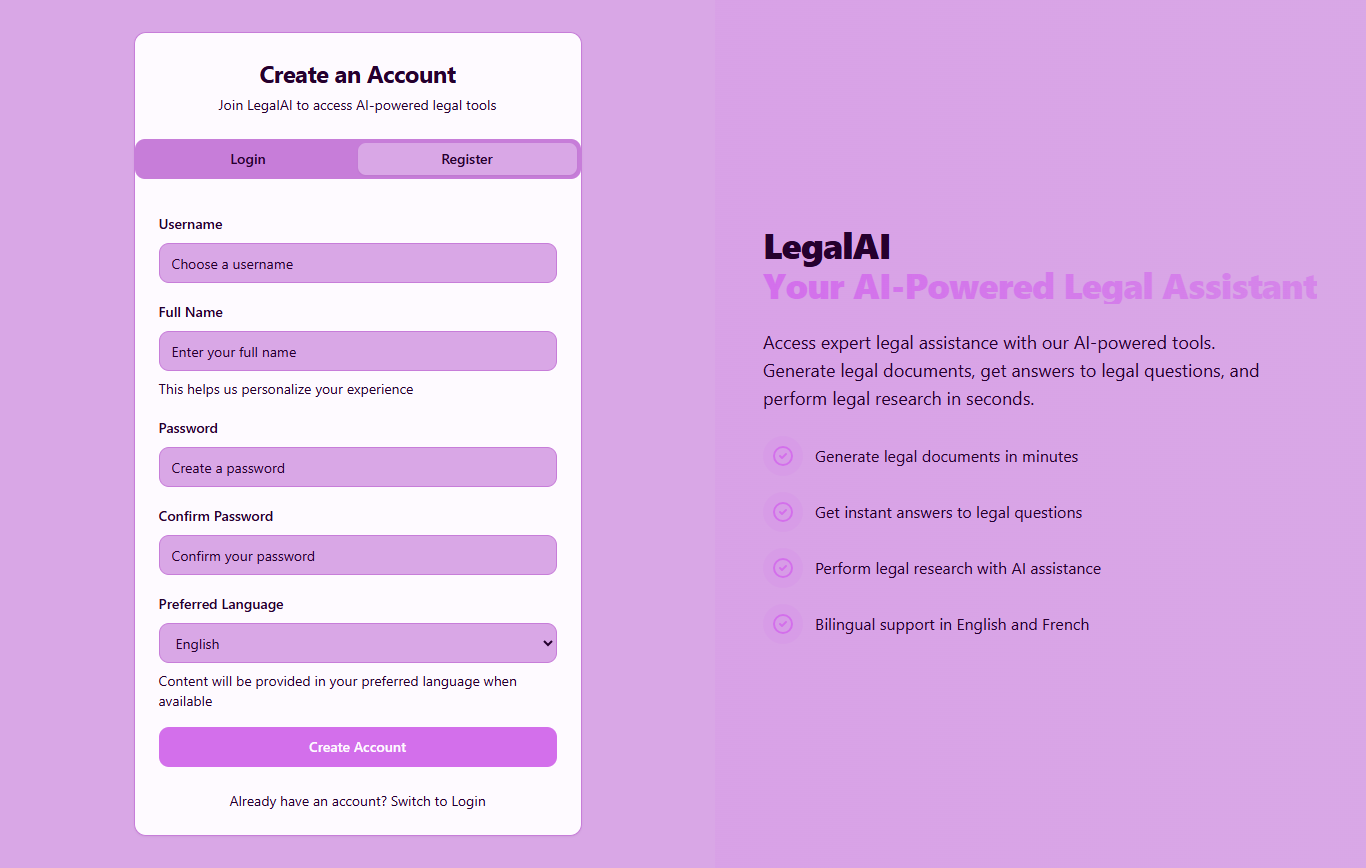 Create an Account
Join LegalAI to access AI-powered legal tools
Login
Register
Username
Choose a username
Full Name
Enter your full name
This helps us personalize your experience
Password
Create a password
Confirm Password
Confirm your password
Preferred Language
English
Content will be provided in your preferred language when
available
Create Account
Already have an account? Switch to Login
LegalAI
Your AI-Powered Legal Assistant
Access expert legal assistance with our AI-powered tools.
Generate legal documents, get answers to legal questions, and
perform legal research in seconds.
Generate legal documents in minutes
Get instant answers to legal questions
Perform legal research with AI assistance
Bilingual support in English and French